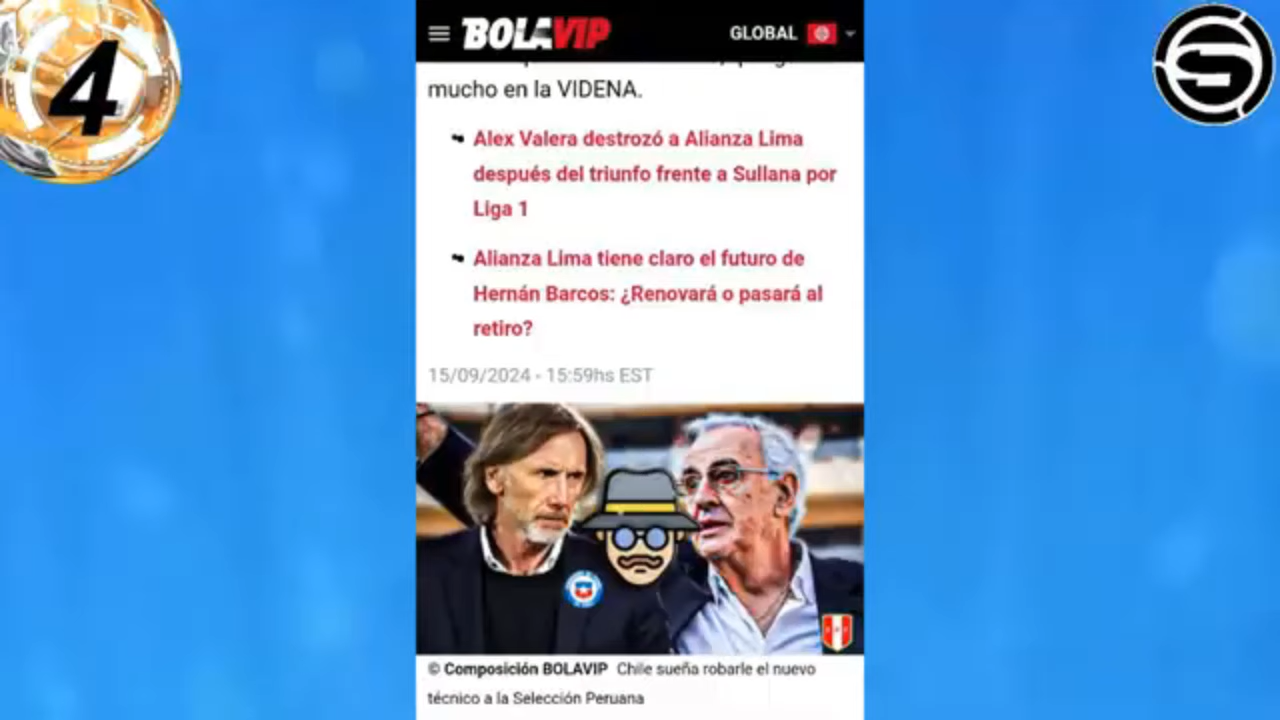 4
BOLAVIP
GLOBAL
mucho en la VIDENA.
Alex Valera destrozó a Alianza Lima
después del triunfo frente a Sullana por
Liga 1
Alianza Lima tiene claro el futuro de
Hernán Barcos: ¿Renovará o pasará al
retiro?
15/09/2024 - 15:59hs EST
© Composición BOLAVIP Chile sueña robarle el nuevo
técnico a la Selección Peruana